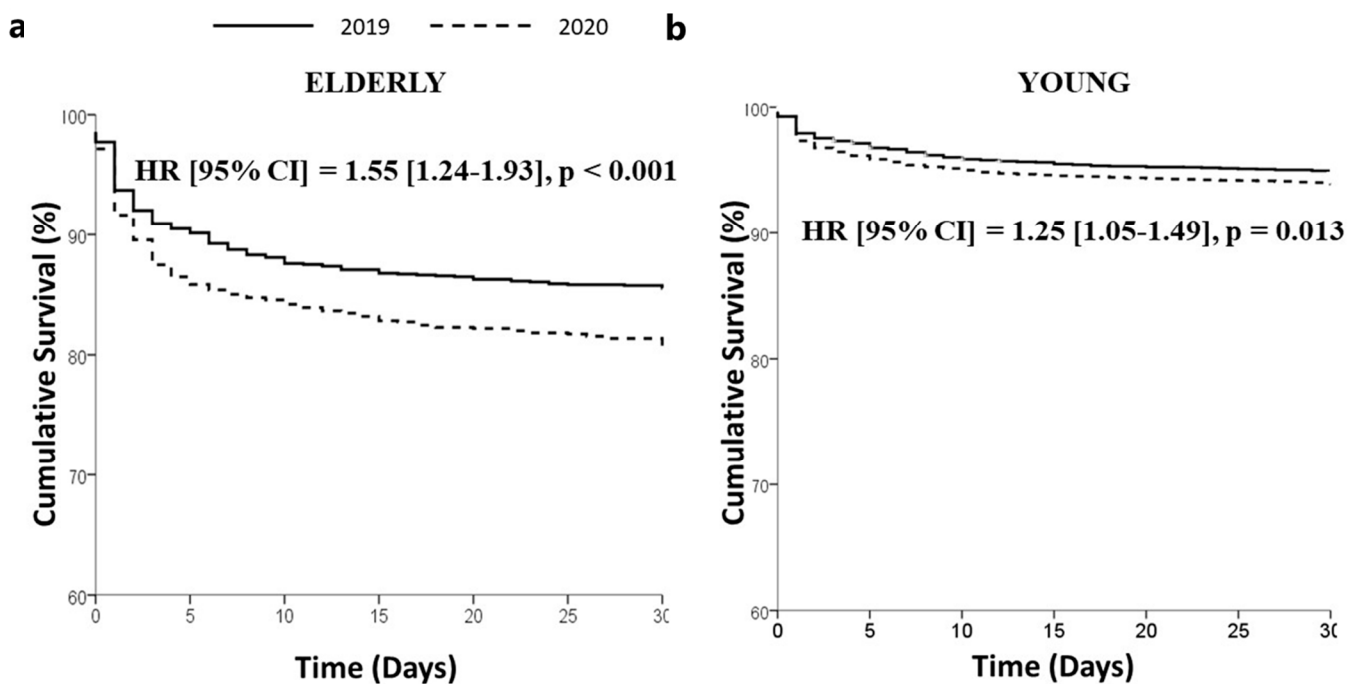 a
2019 2020
ELDERLY
100
90
80
70
60
0 5 10 15 20 25 30
HR [95% CI] = 1.55 [1.24-1.93], p < 0.001
Cumulative Survival (%)
Time (Days)
b
YOUNG
100
90
80
70
60
0 5 10 15 20 25 30
HR [95% CI] = 1.25 [1.05-1.49], p = 0.013
Cumulative Survival (%)
Time (Days)